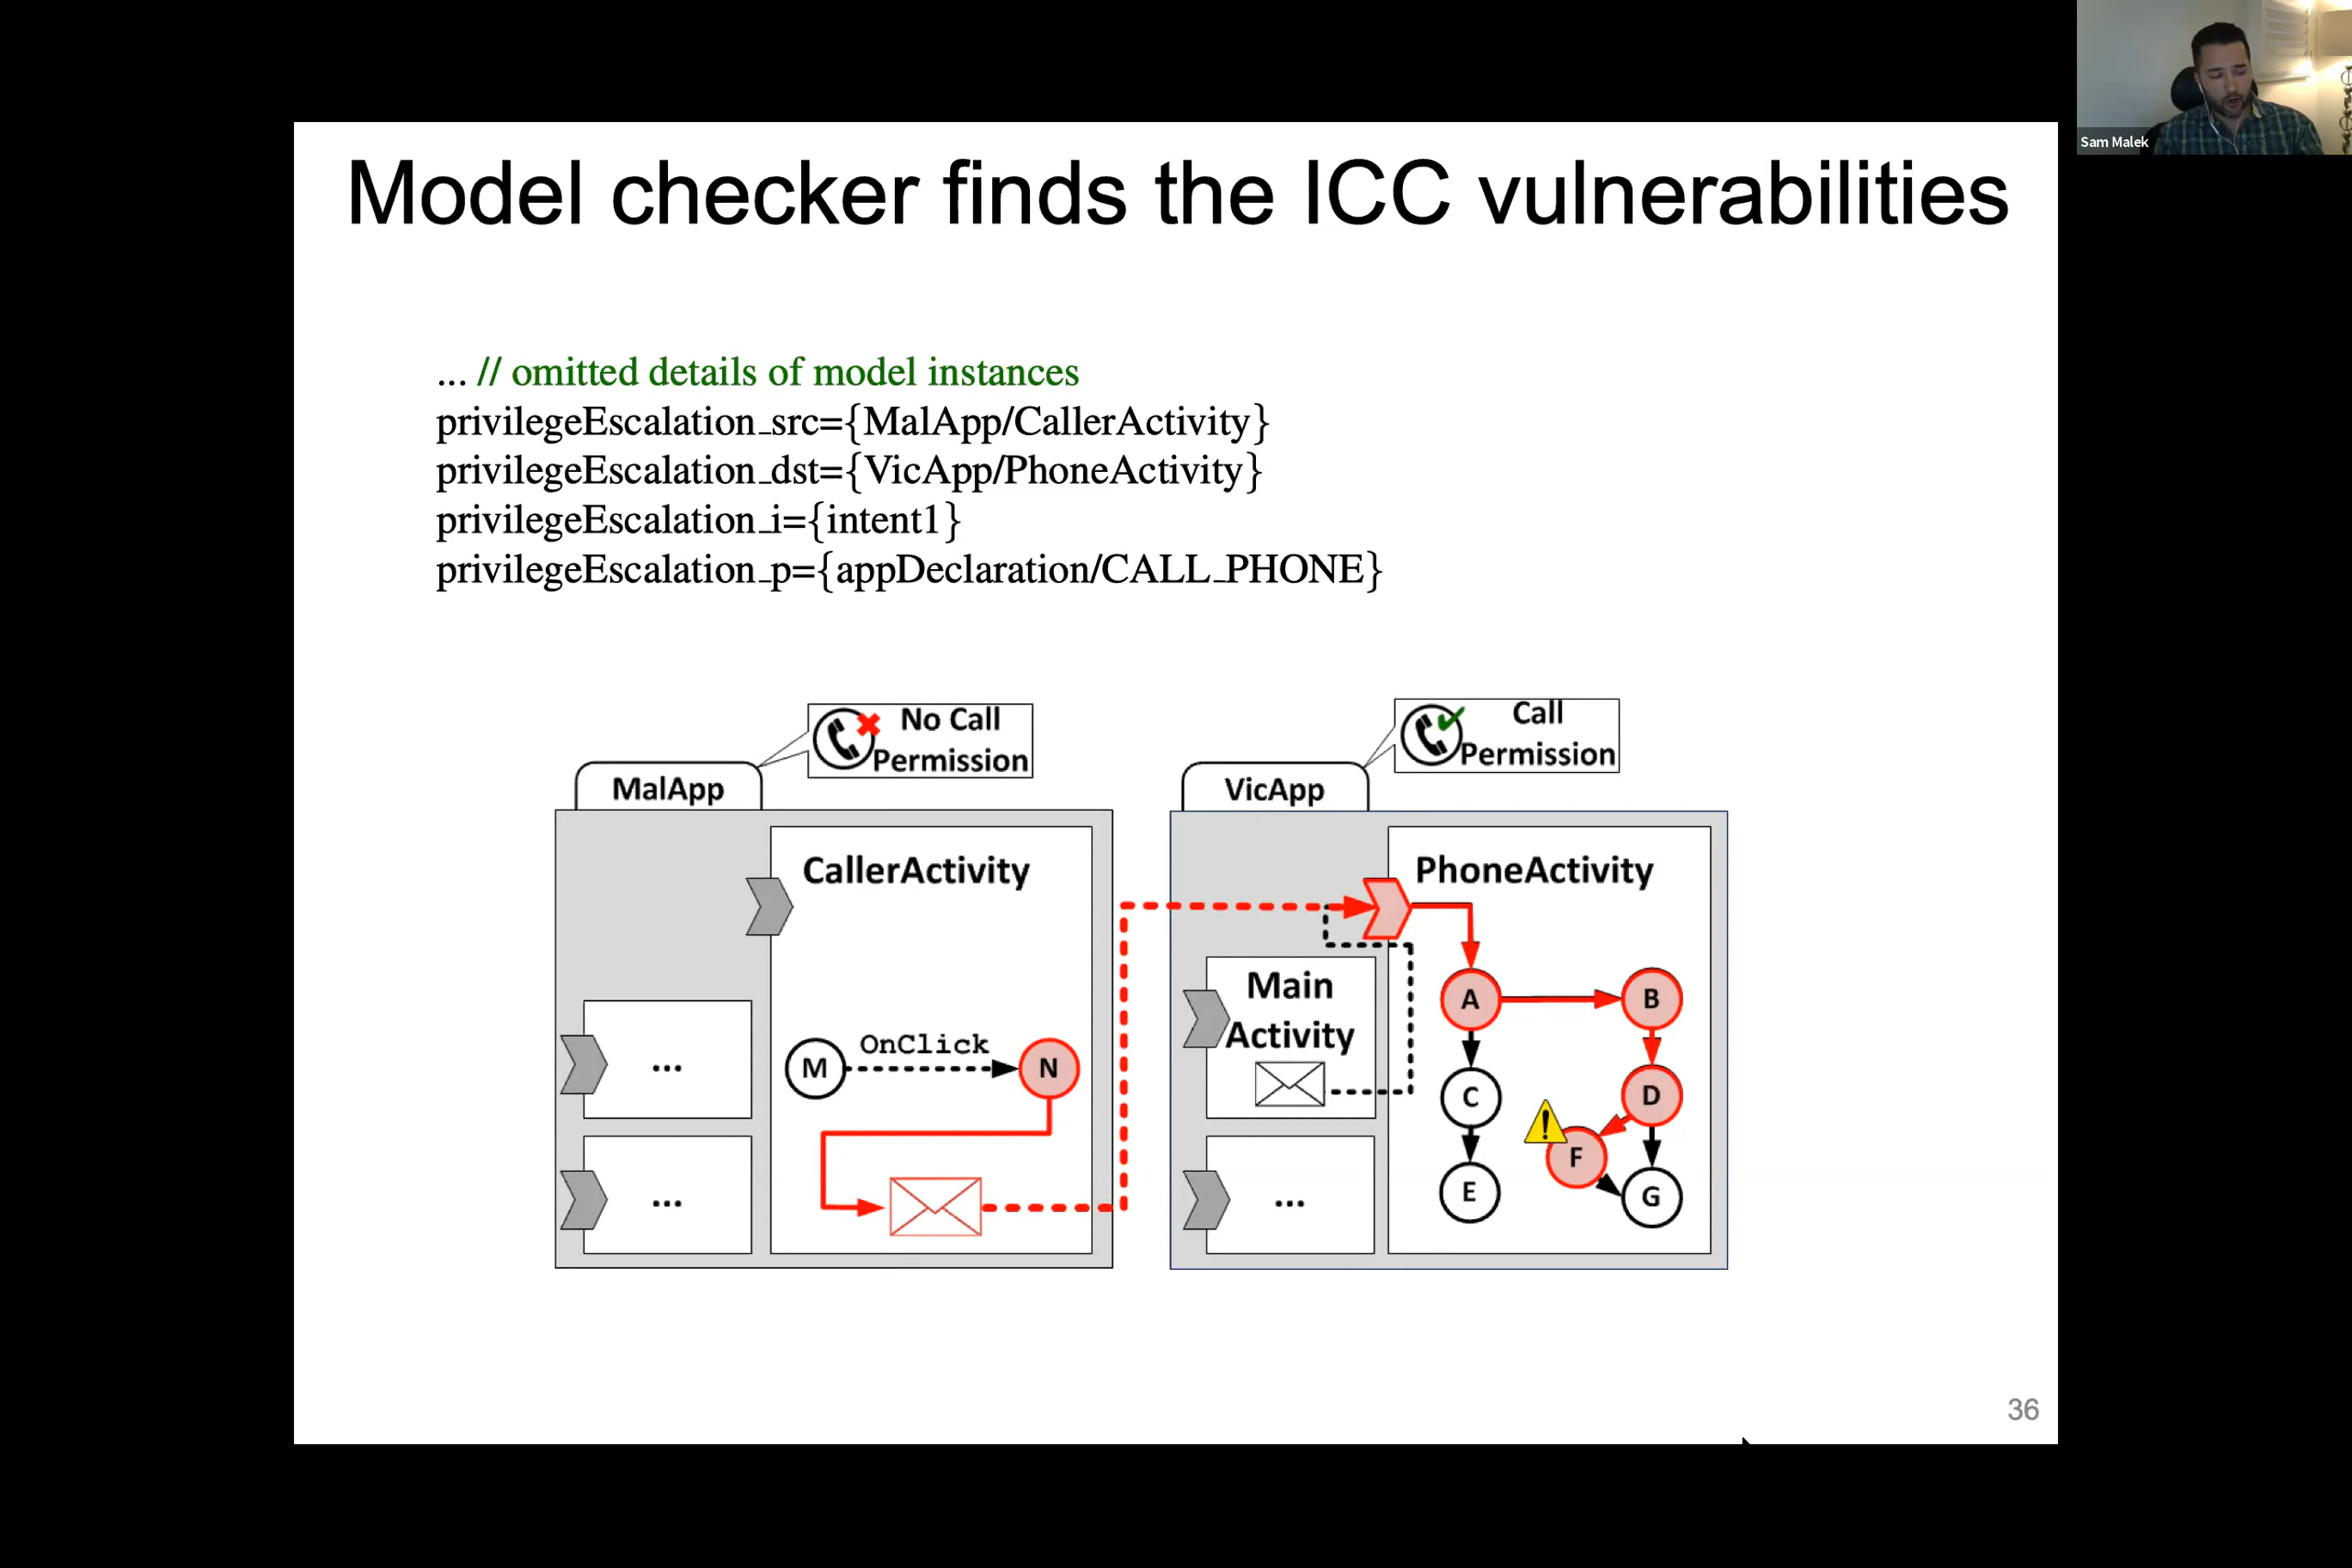 Sam Malek
Model checker finds the ICC vulnerabilities
... // omitted details of model instances
privilegeEscalation_src={MalApp/CallerActivity}
privilegeEscalation_dst={VicApp/PhoneActivity}
privilegeEscalation_i={intent1}
privilegeEscalation_p={appDeclaration/CALL_PHONE}
No Call
Permission
Call
Permission
MalApp
VicApp
CallerActivity
...
...
M
OnClick
N
PhoneActivity
Main
Activity
...
A
B
C
D
E
F
G
36